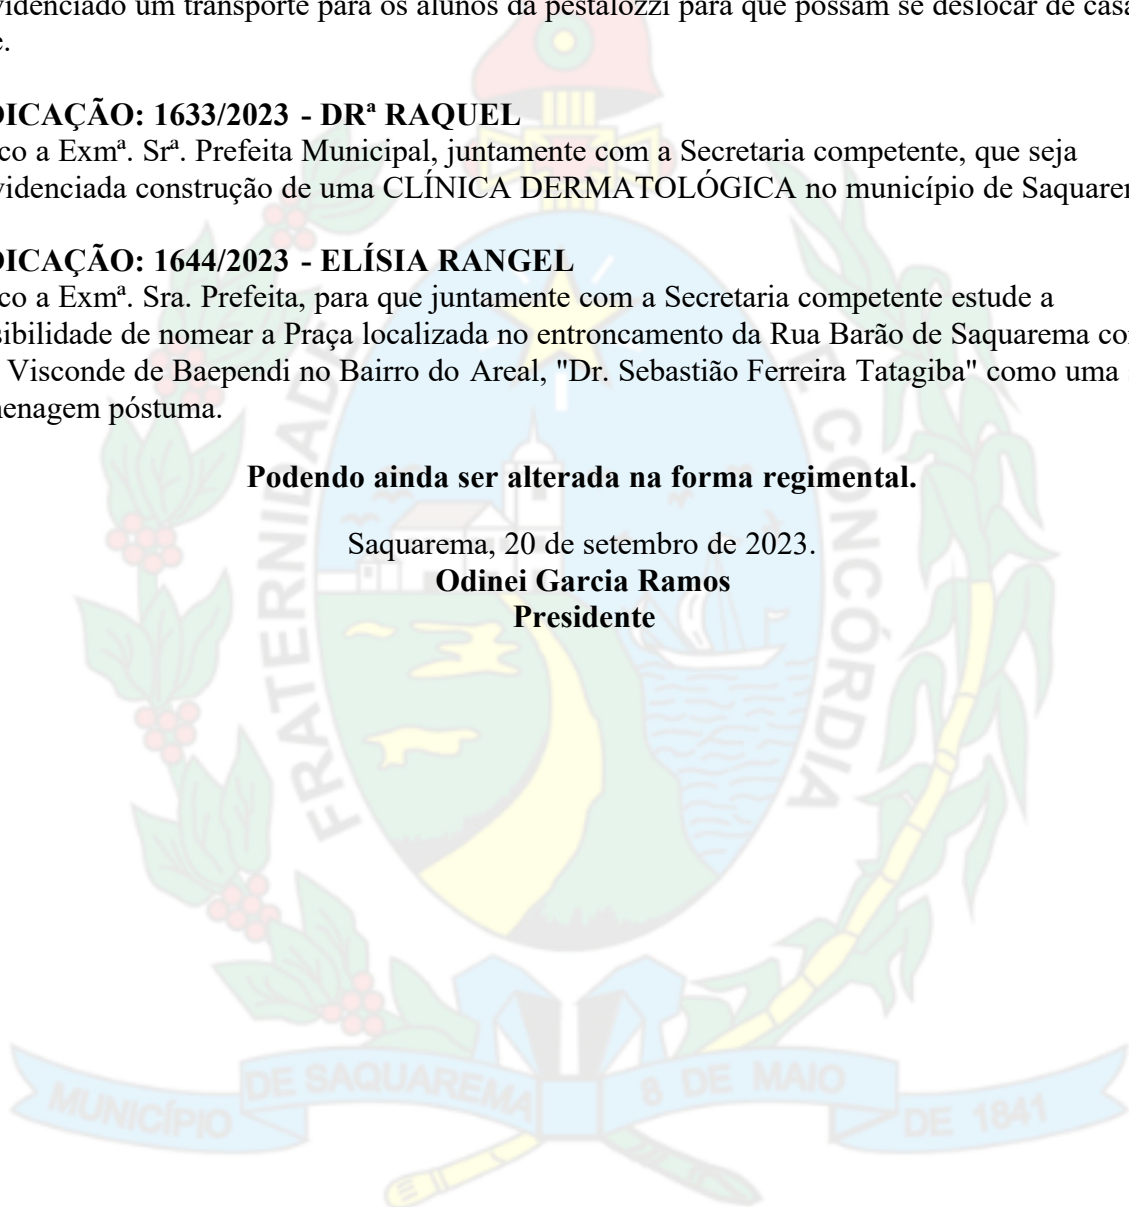 videnciado um transporte para os alunos da pestalozzi para que possam se deslocar de casa
e.
DICAÇÃO: 1633/2023 - DRª RAQUEL
co a Exmª. Srª. Prefeita Municipal, juntamente com a Secretaria competente, que seja
videnciada construção de uma CLÍNICA DERMATOLÓGICA no município de Saquarem
DICAÇÃO: 1644/2023 - ELÍSIA RANGEL
co a Exmª. Sra. Prefeita, para que juntamente com a Secretaria competente estude a
sibilidade de nomear a Praça localizada no entroncamento da Rua Barão de Saquarema co
Visconde de Baependi no Bairro do Areal, "Dr. Sebastião Ferreira Tatagiba" como uma
menagem póstuma.
Podendo ainda ser alterada na forma regimental.
Saquarema, 20 de setembro de 2023.
Odinei Garcia Ramos
Presidente
FRATERNIDADE
E CONCÓRDIA
MUNICÍPIO DE SAQUAREMA 8 DE MAIO DE 1841